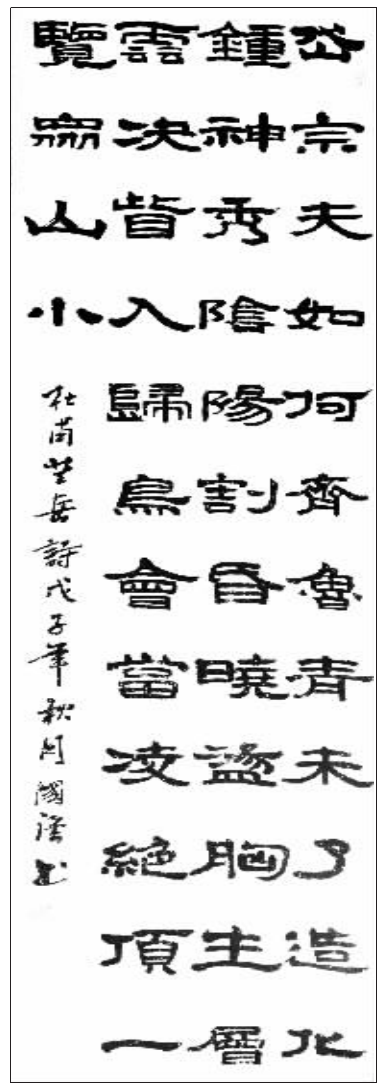 岱宗夫如何齊魯青未了造化
鍾神秀陰陽割昏曉盪胸生層
雲決眥入歸鳥會當凌絕頂一
覽眾山小
杜甫望岳詩戊子年秋月國書